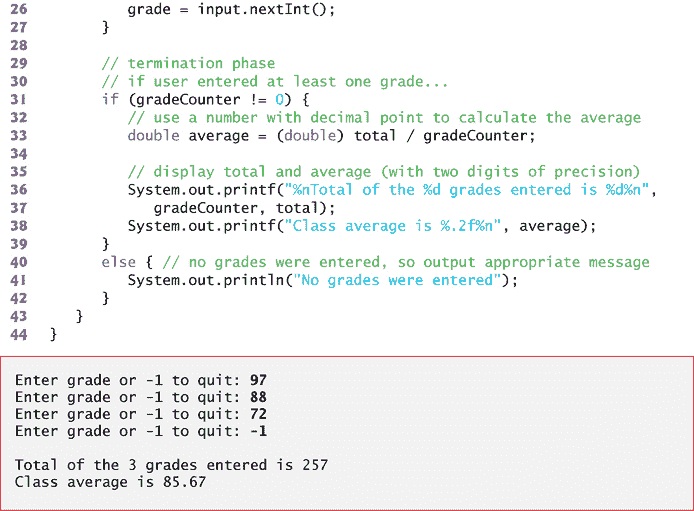 26 grade = input.nextInt();
27 }
28
29 // termination phase
30 // if user entered at least one grade...
31 if (gradeCounter != 0) {
32 // use a number with decimal point to calculate the average
33 double average = (double) total / gradeCounter;
34
35 // display total and average (with two digits of precision)
36 System.out.printf("%nTotal of the %d grades entered is %d%n",
37 gradeCounter, total);
38 System.out.printf("Class average is %.2f%n", average);
39 }
40 else { // no grades were entered, so output appropriate message
41 System.out.println("No grades were entered");
42 }
43 }
44 }
Enter grade or -1 to quit: 97
Enter grade or -1 to quit: 88
Enter grade or -1 to quit: 72
Enter grade or -1 to quit: -1
Total of the 3 grades entered is 257
Class average is 85.67